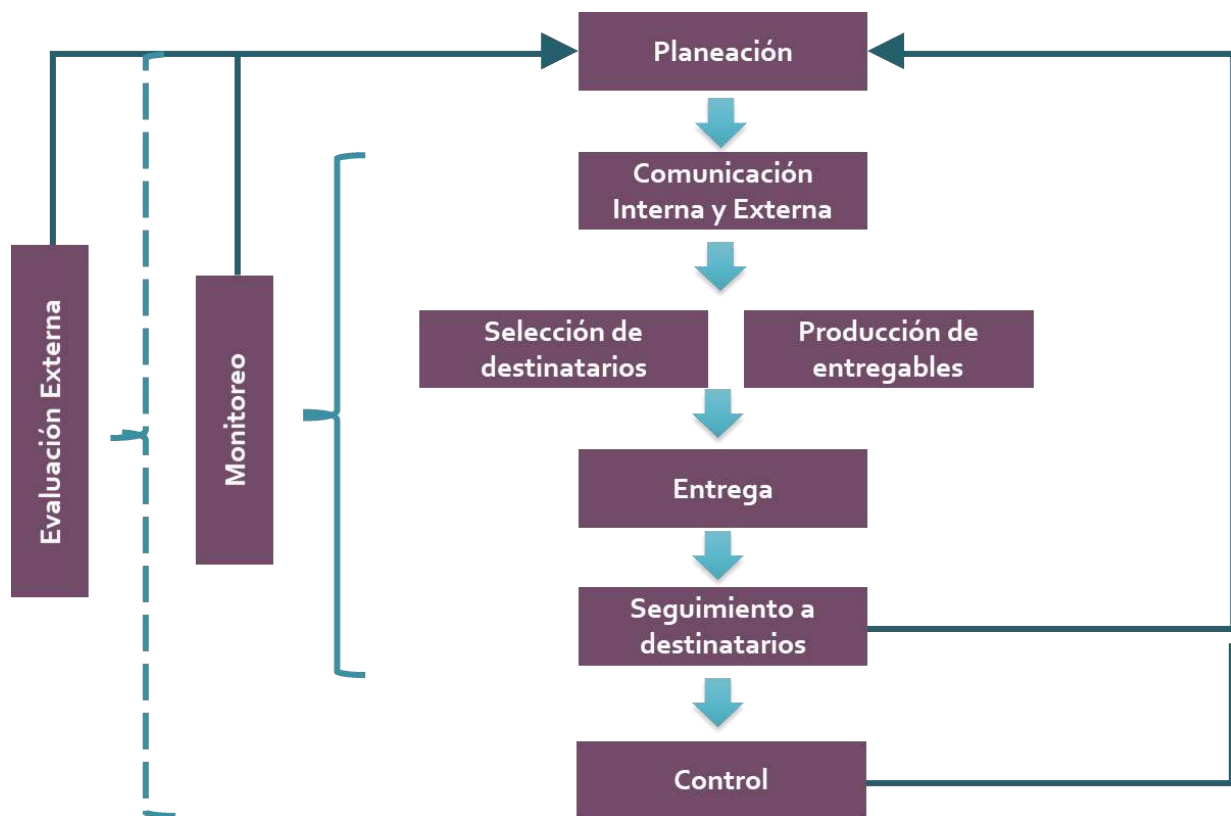 Planeación
Comunicación
Interna y Externa
Selección de
destinatarios
Producción de
entregables
Entrega
Seguimiento a
destinatarios
Control
Evaluación Externa
Monitoreo